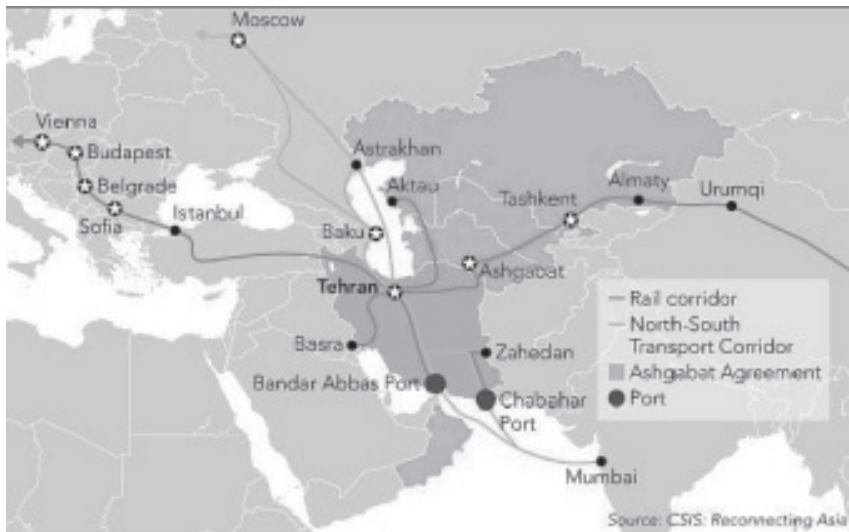 Moscow
Vienna
Budapest
Belgrade
Sofia
Istanbul
Astrakhan
Aktau
Baku
Tashkent
Almaty
Urumqi
Ashgabat
Tehran
Basra
Zahedan
Bandar Abbas Port
Chabahar
Port
Mumbai
Rail corridor
North-South
Transport Corridor
Ashgabat Agreement
Port
Source: CSIS: Reconnecting Asia